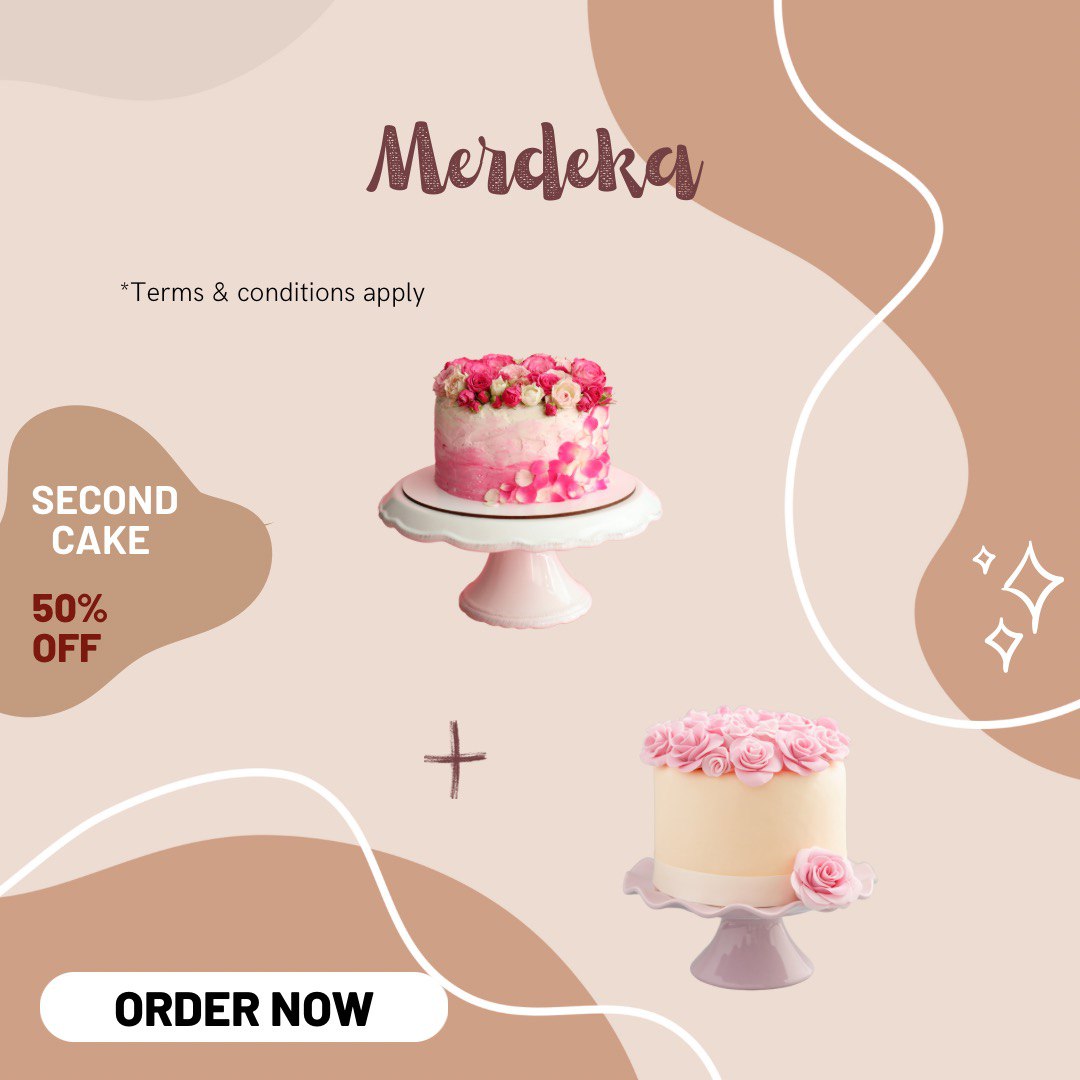 Merdeka
*Terms & conditions apply
SECOND
CAKE
50%
OFF
+
ORDER NOW